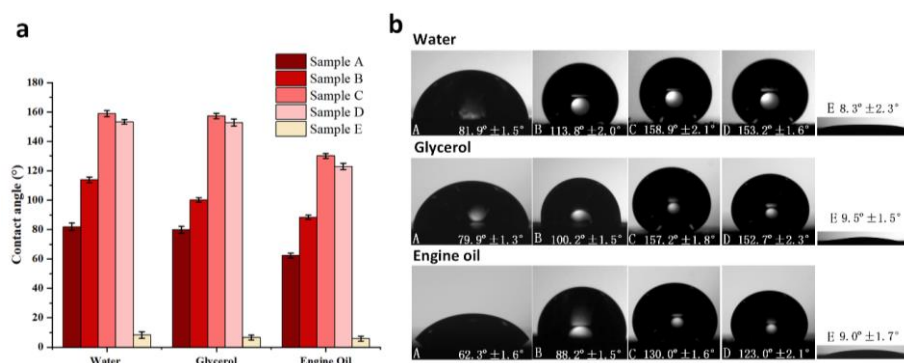 a
Contact angle (°)
180
160
140
120
100
80
60
40
20
0
Water
Glycerol
Engine Oil
Sample A
Sample B
Sample C
Sample D
Sample E
b
Water
A 81.9° ±1.5°
B 113.8° ±2.0°
C 158.9° ±2.1°
D 153.2° ±1.6°
E 8.3° ±2.3°
Glycerol
A 79.9° ±1.3°
B 100.2° ±1.5°
C 157.2° ±1.8°
D 152.7° ±2.3°
E 9.5° ±1.5°
Engine oil
A 62.3° ±1.6°
B 88.2° ±1.5°
C 130.0° ±1.6°
D 123.0° ±2.1°
E 9.0° ±1.7°